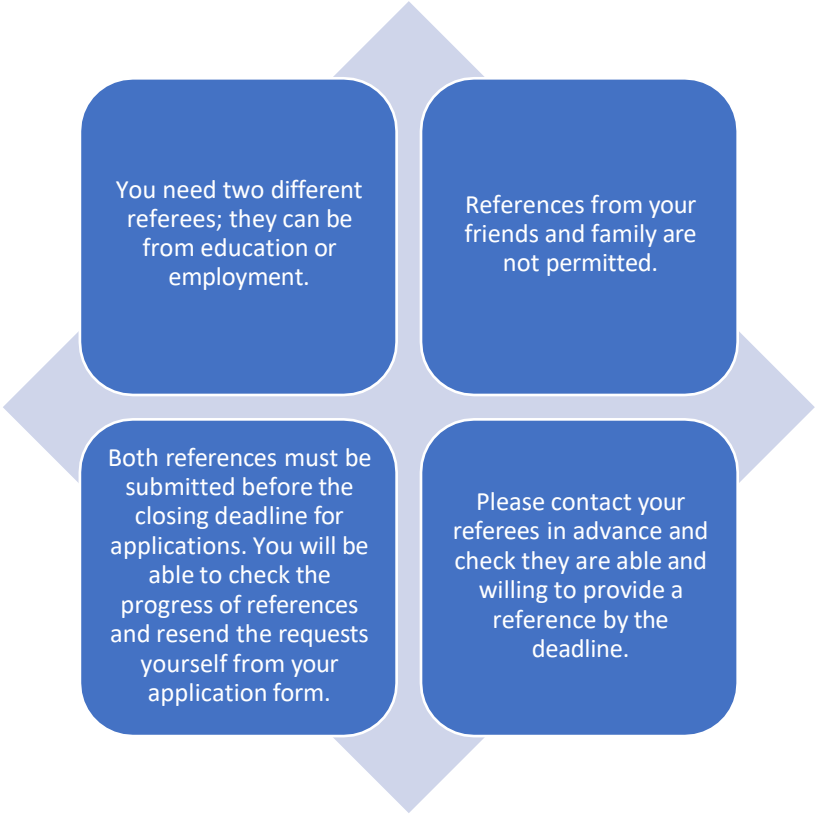 You need two different
referees; they can be
from education or
employment.
References from your
friends and family are
not permitted.
Both references must be
submitted before the
closing deadline for
applications. You will be
able to check the
progress of references
and resend the requests
yourself from your
application form.
Please contact your
referees in advance and
check they are able and
willing to provide a
reference by the
deadline.